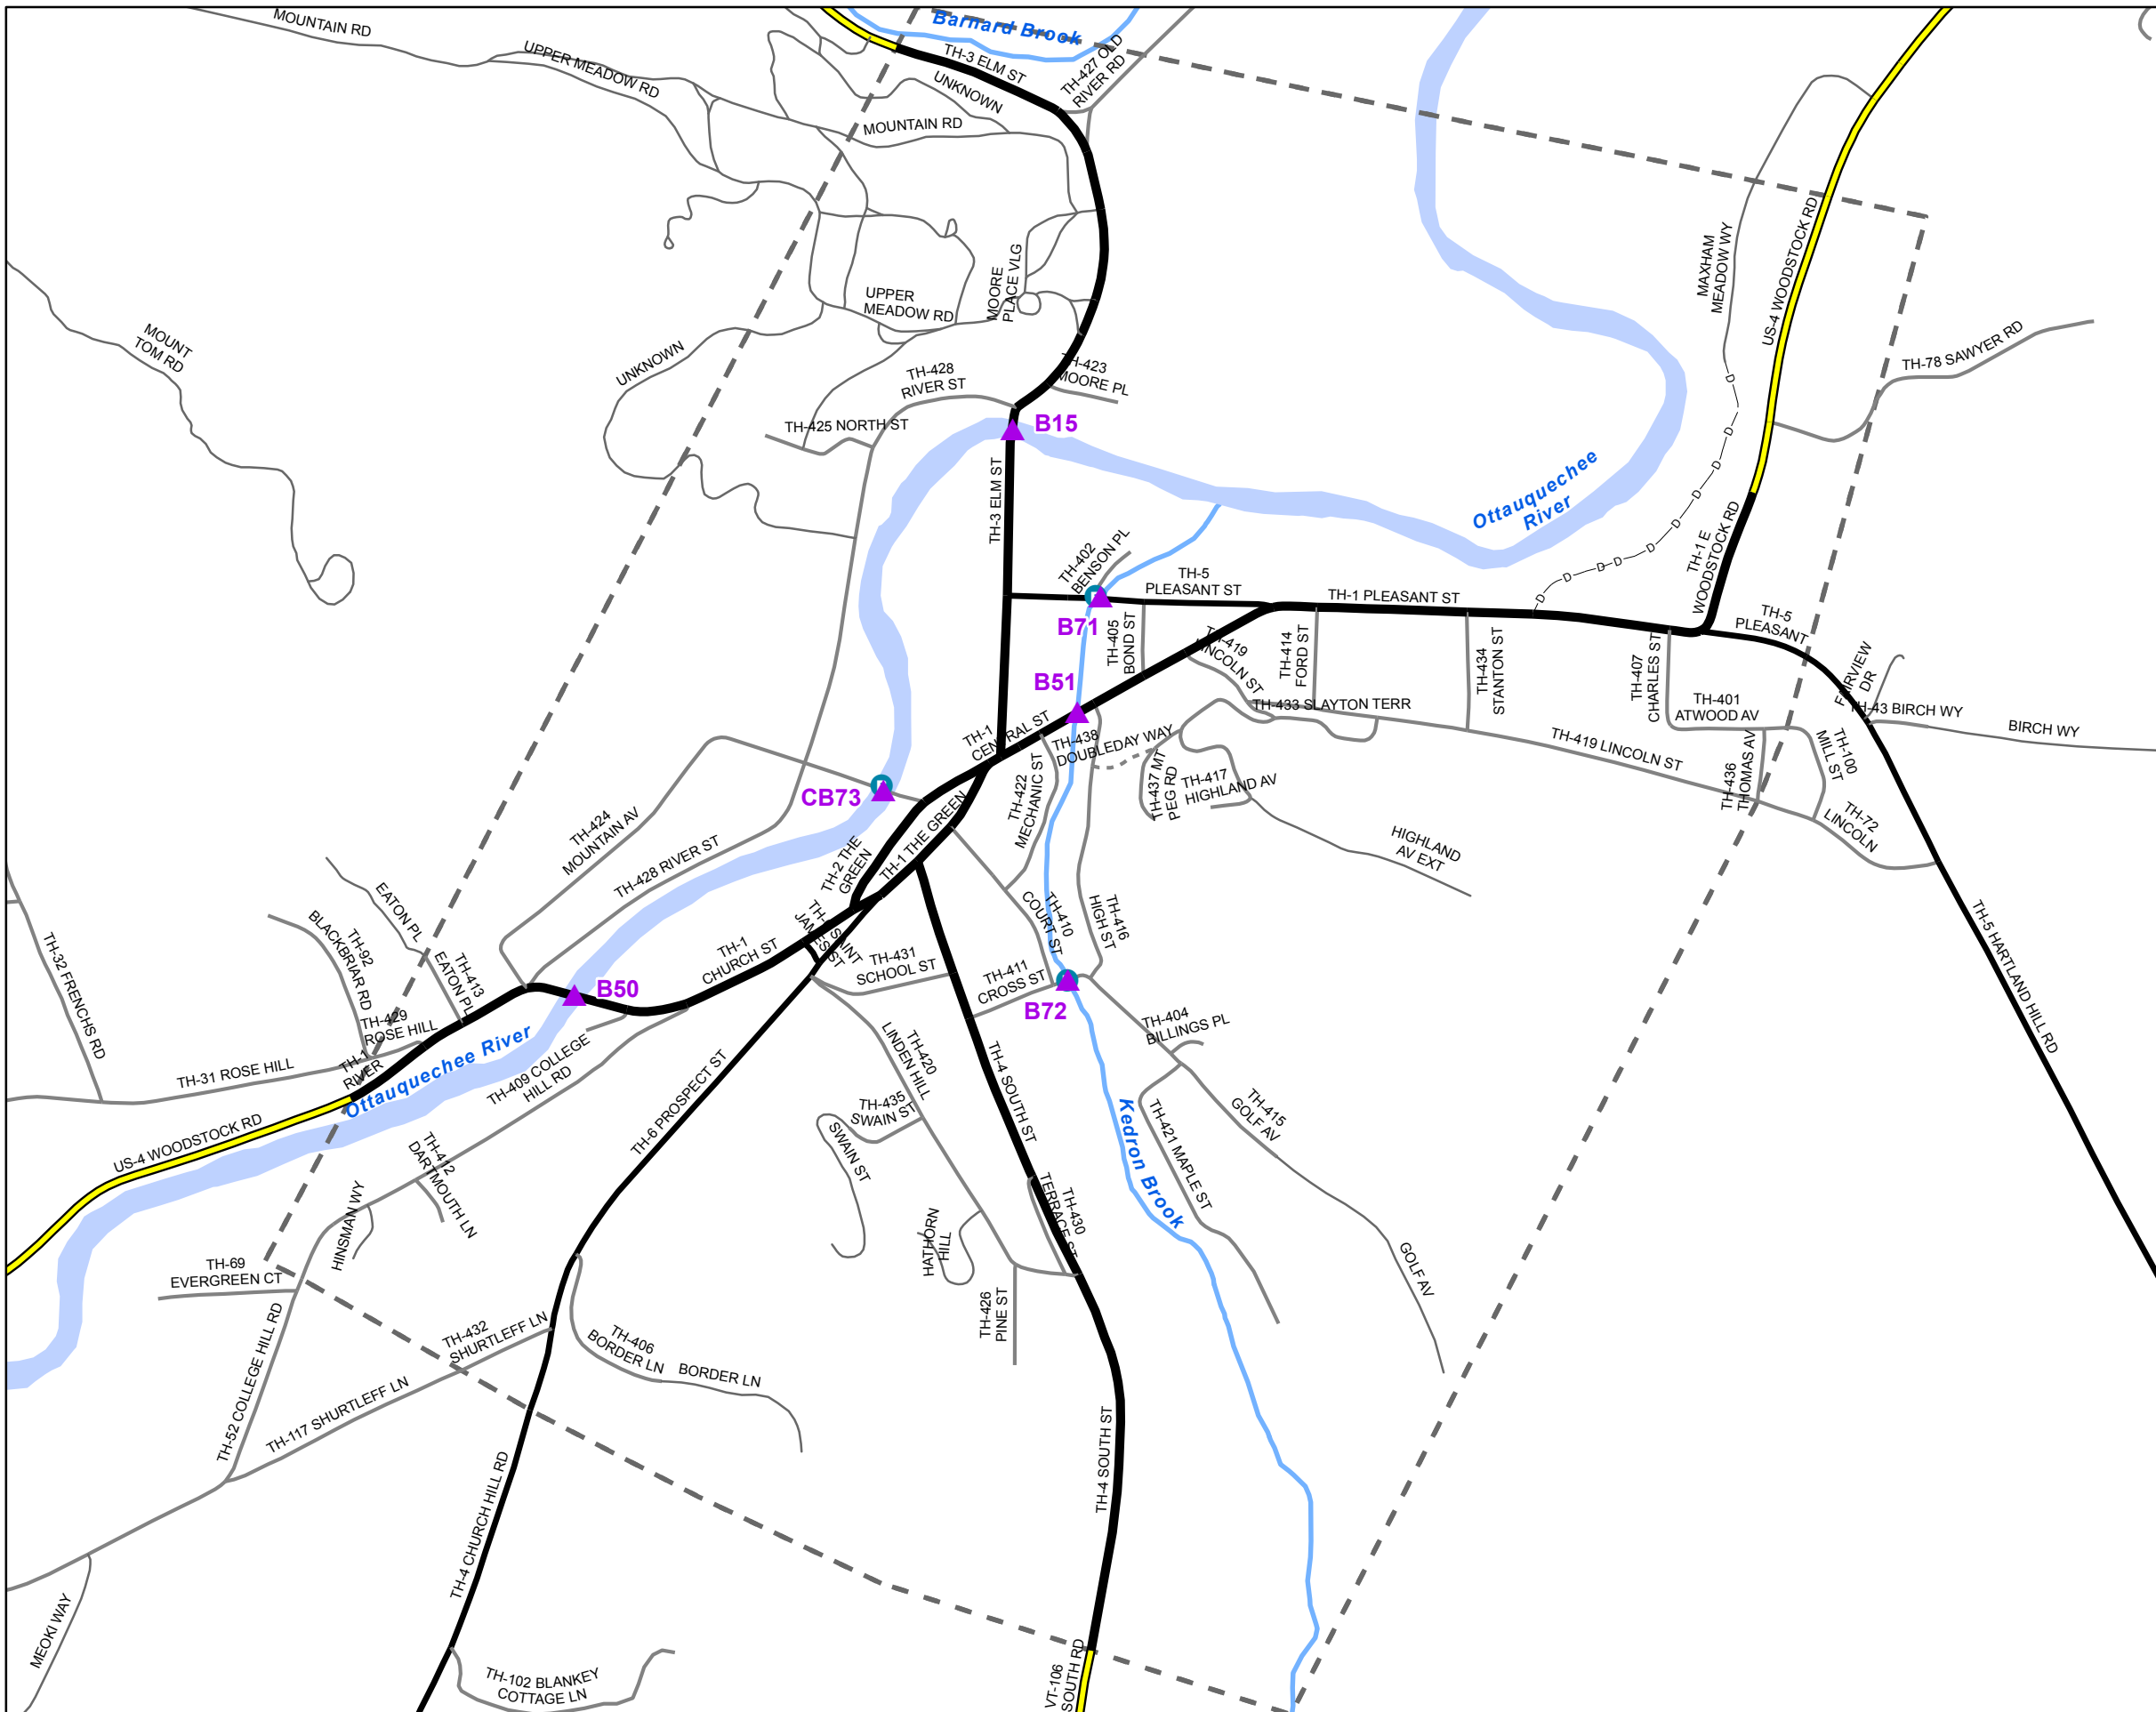 MOUNTAIN RD
UPPER MEADOW RD
Barnard Brook
TH-3 ELM ST
UNKNOWN
TH-427 OLD
RIVER RD
MOUNTAIN RD
MAXHAM
MEADOW WY
US-4 WOODSTOCK RD
MOORE
PLACE VLG
UPPER
MEADOW RD
MOUNT
TOM RD
UNKNOWN
TH-78 SAWYER RD
TH-423
MOORE PL
TH-428
RIVER ST
TH-425 NORTH ST
B15
TH-3 ELM ST
Ottauquechee
River
TH-1 E
WOODSTOCK RD
TH-402
BENSON PL
TH-5
PLEASANT ST
TH-1 PLEASANT ST
TH-5
PLEASANT
B71
TH-405
BOND ST
TH-419
LINCOLN ST
TH-414
FORD ST
TH-434
STANTON ST
TH-407
CHARLES ST
FAIRVIEW
DR
B51
TH-433 SLAYTON TERR
TH-401
ATWOOD AV
TH-43 BIRCH WY
BIRCH WY
TH-1
CENTRAL ST
TH-438
DOUBLEDAY WAY
TH-419 LINCOLN ST
TH-436
THOMAS AV
TH-100
MILL ST
TH-422
MECHANIC ST
TH-437 MT
PEG RD
TH-417
HIGHLAND AV
CB73
TH-72
LINCOLN
HIGHLAND
AV EXT
TH-424
MOUNTAIN AV
TH-428 RIVER ST
TH-2 THE
GREEN
TH-1 THE GREEN
EATON PL
TH-92
BLACKBRIAR RD
TH-413
EATON PL
TH-32 FRENCHS RD
TH-1
CHURCH ST
SAINT
JAMES ST
TH-431
SCHOOL ST
TH-410
COURT ST
TH-416
HIGH ST
TH-411
CROSS ST
TH-5 HARTLAND HILL RD
B50
B72
TH-429
ROSE HILL
TH-404
BILLINGS PL
TH-31 ROSE HILL
TH-1
RIVER
Ottauquechee River
TH-409 COLLEGE
HILL RD
TH-6 PROSPECT ST
TH-420
LINDEN HILL
TH-4 SOUTH ST
TH-435
SWAIN ST
SWAIN ST
Kedron Brook
TH-421 MAPLE ST
TH-415
GOLF AV
US-4 WOODSTOCK RD
TH-412
DARTMOUTH LN
HINSMAN WY
TH-430
TERRACE ST
HATHORN
HILL
GOLF AV
TH-69
EVERGREEN CT
TH-426
PINE ST
TH-52 COLLEGE HILL RD
TH-432
SHURTLEFF LN
TH-406
BORDER LN
BORDER LN
TH-117 SHURTLEFF LN
TH-4 SOUTH ST
TH-4 CHURCH HILL RD
MEOKI WAY
TH-102 BLANKEY
COTTAGE LN
VT-106
SOUTH RD
D
D
D
D
D
D
D
D
D
D